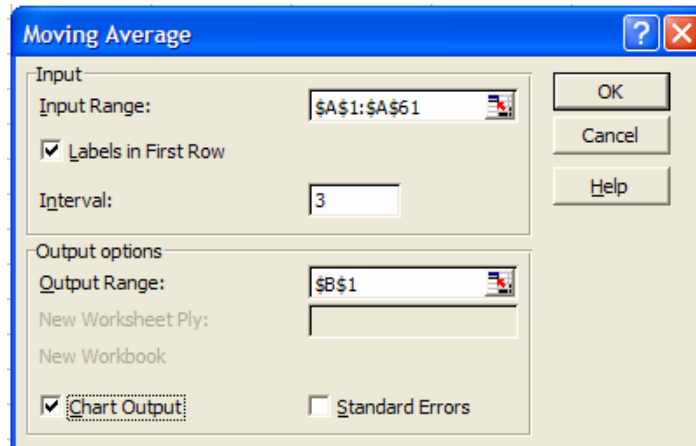 Moving Average
Input
Input Range: $A$1:$A$61
Labels in First Row
Interval: 3
OK
Cancel
Help
Output options
Output Range: $B$1
New Worksheet Ply:
New Workbook
Chart Output Standard Errors